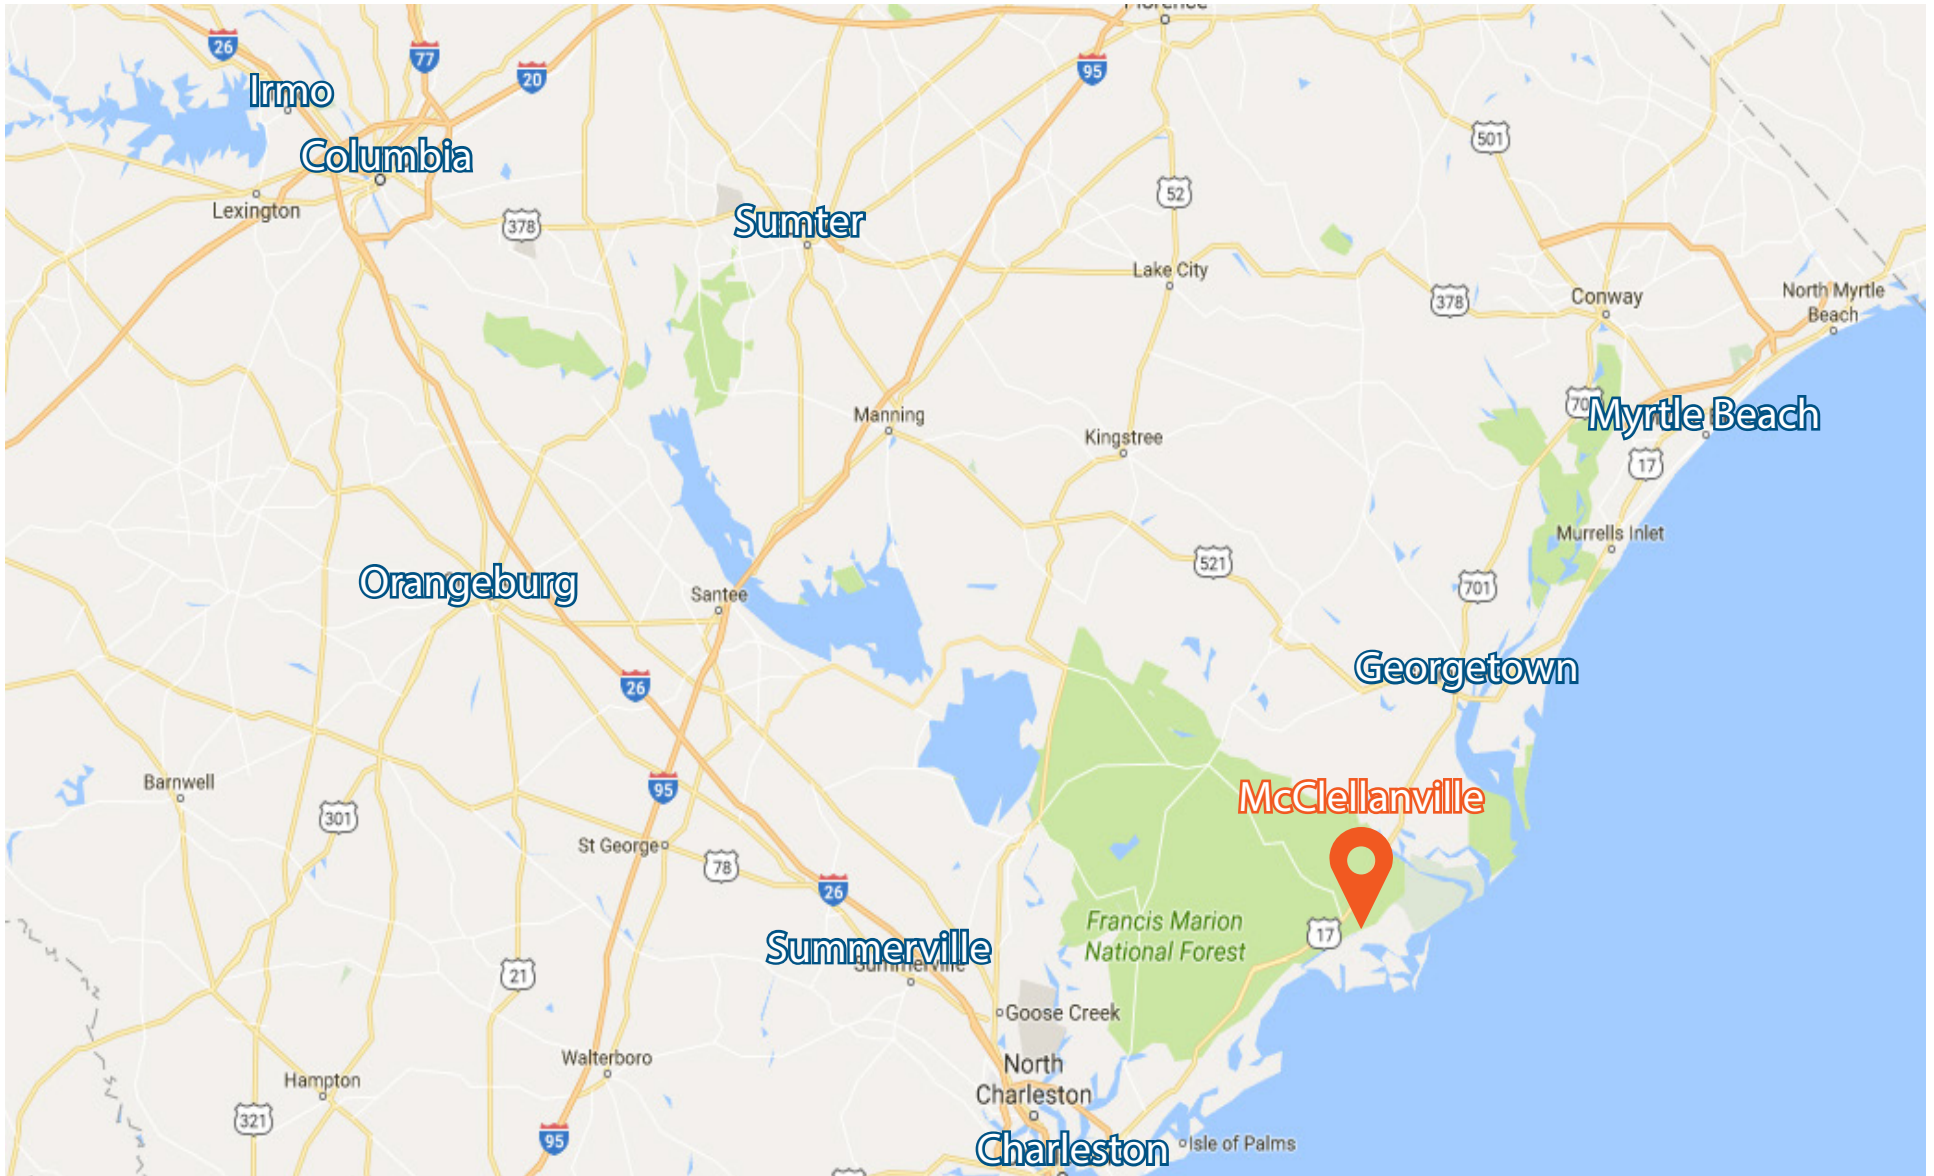 Florence
26
77
20
95
Irmo
501
Columbia
52
Lexington
378
Sumter
Lake City
378
Conway
North Myrtle
Beach
Manning
70
Myrtle Beach
Kingstree
17
Murrells Inlet
521
Orangeburg
Santee
701
Georgetown
26
Barnwell
95
McClellanville
301
St George
78
26
Francis Marion
National Forest
17
Summerville
Summerville
21
Goose Creek
Walterboro
North
Charleston
Hampton
321
95
Charleston
Isle of Palms